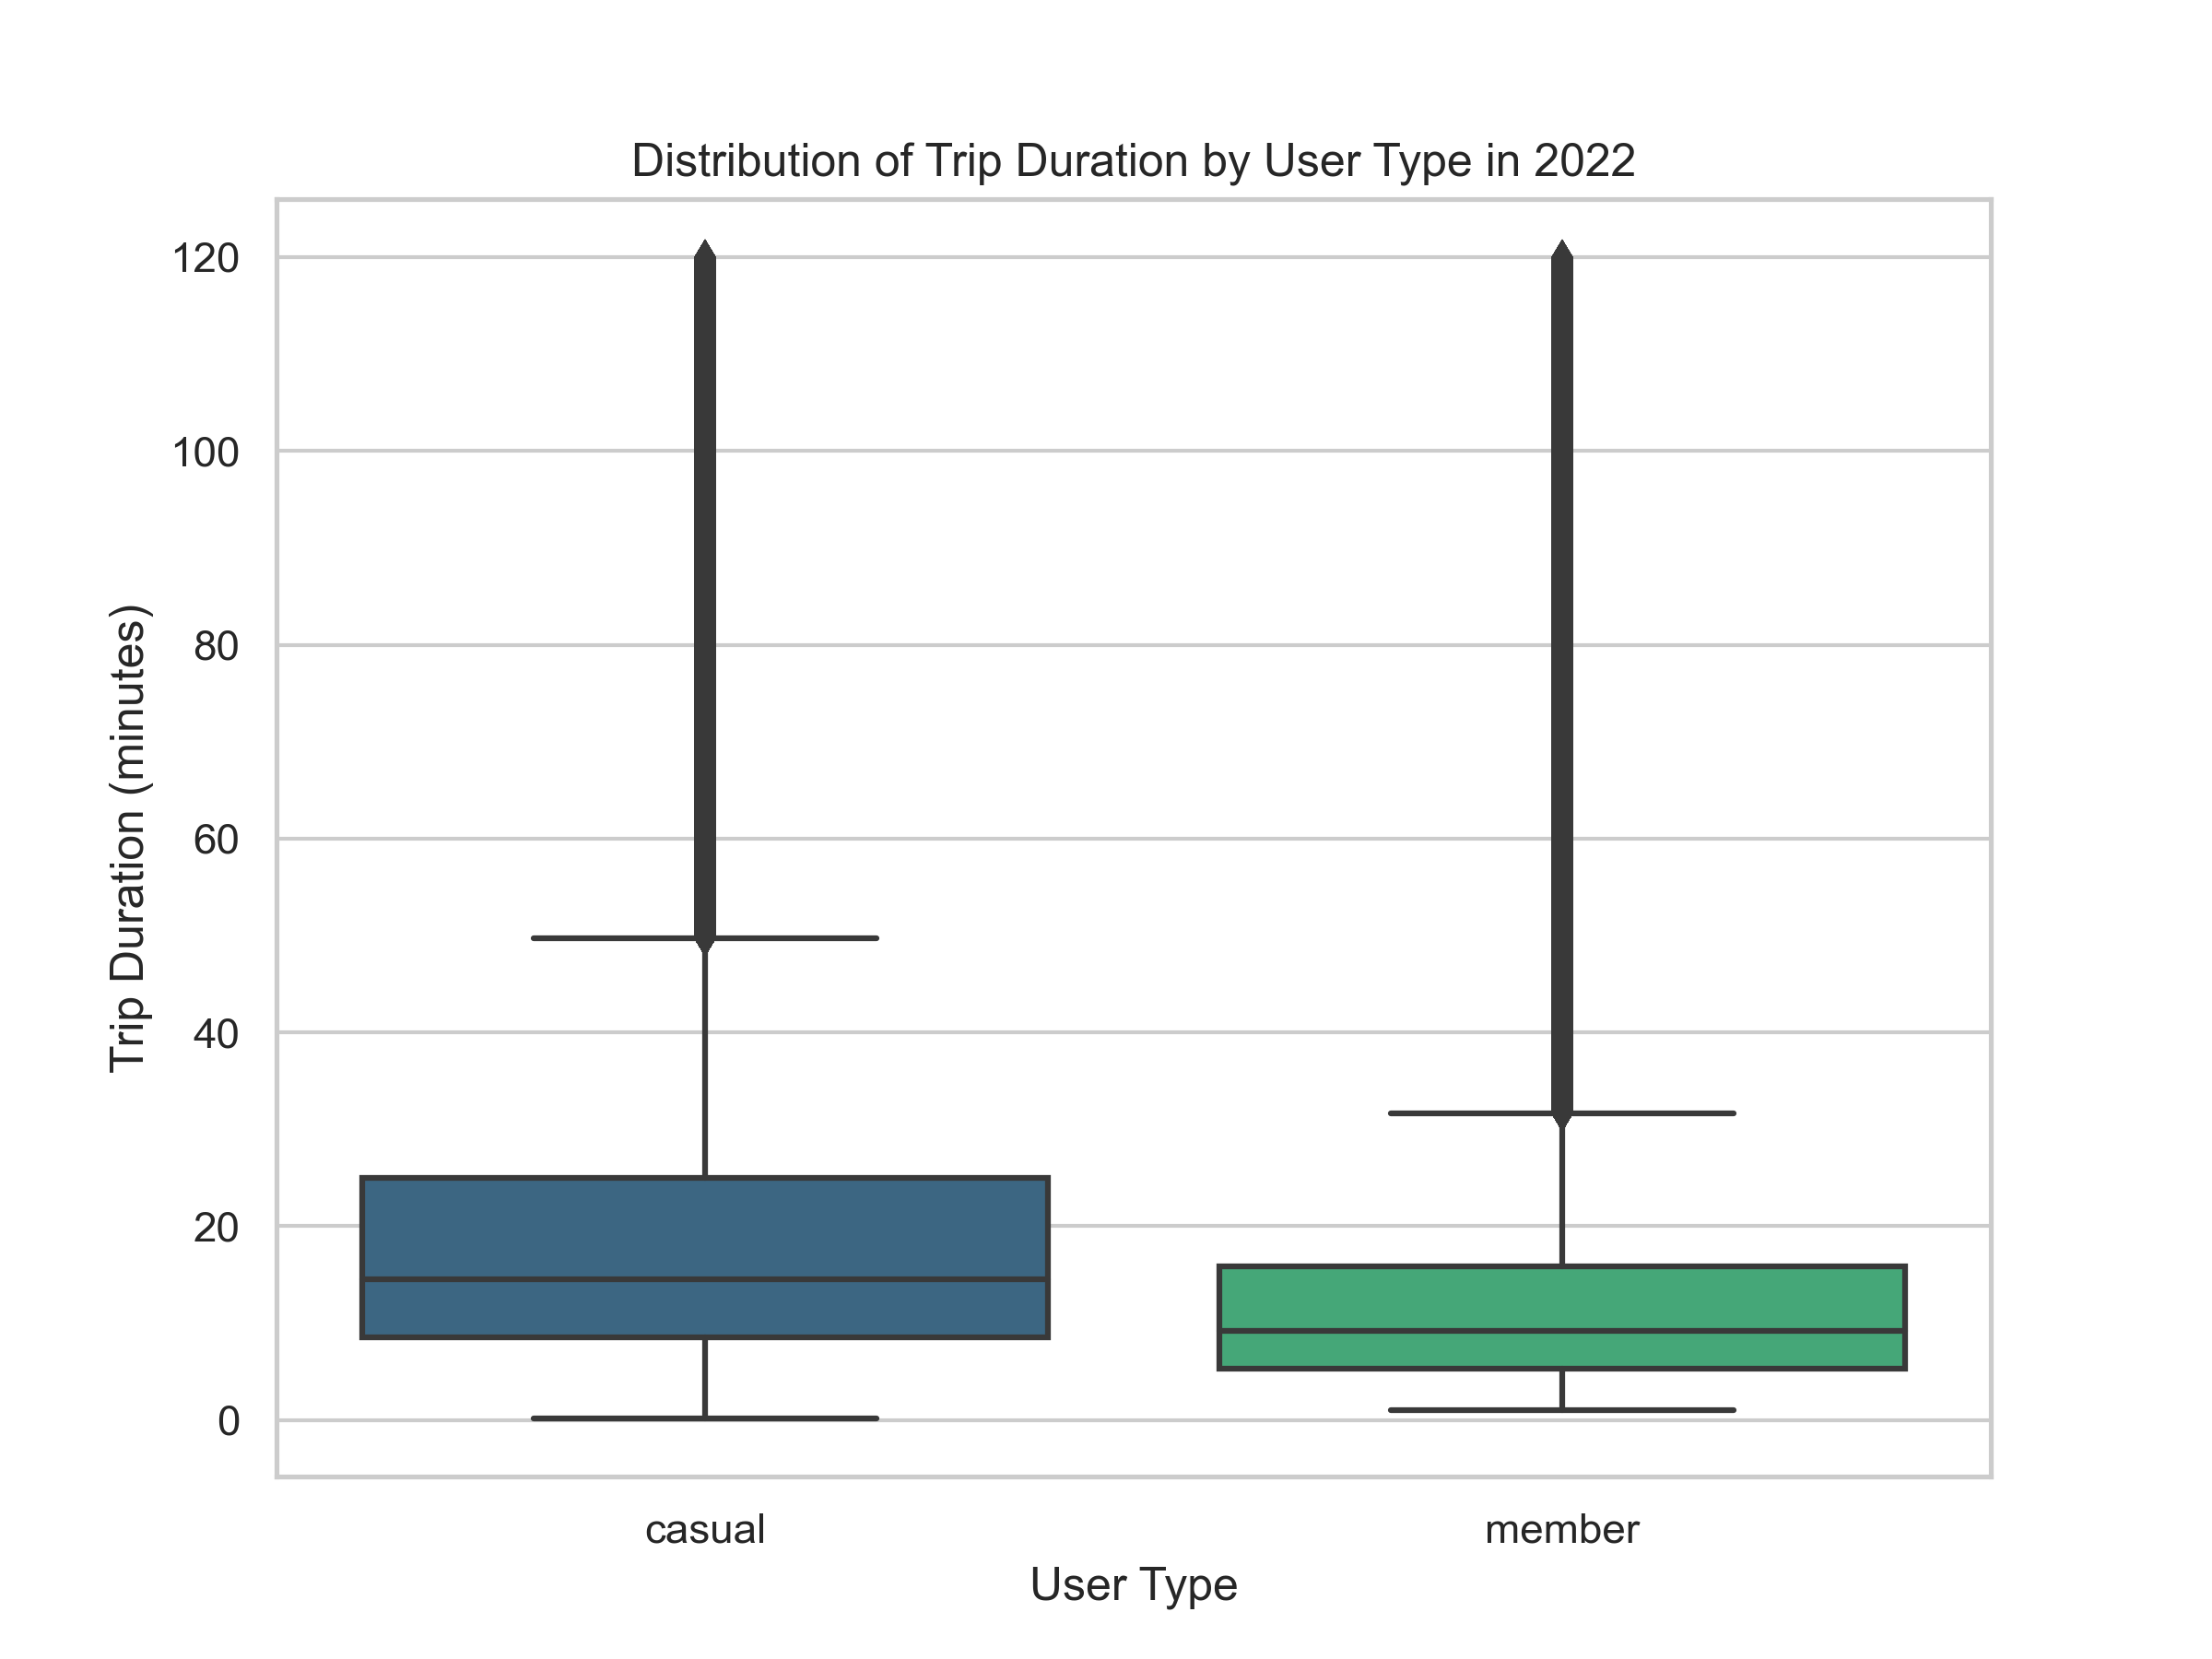 Distribution of Trip Duration by User Type in 2022
Trip Duration (minutes)
120
100
80
60
40
20
0
casual member
User Type